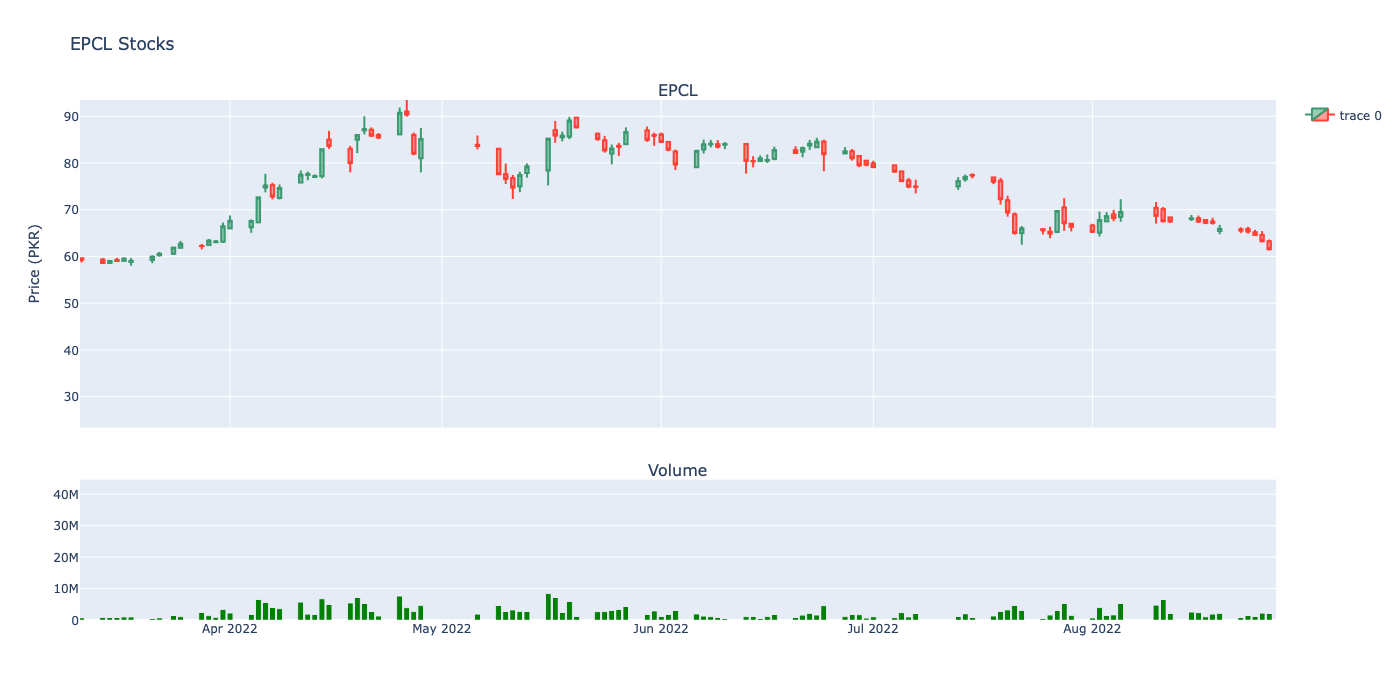 EPCL Stocks
EPCL
trace 0
Price (PKR)
90
80
70
60
50
40
30
Volume
40M
30M
20M
10M
0
Apr 2022
May 2022
Jun 2022
Jul 2022
Aug 2022